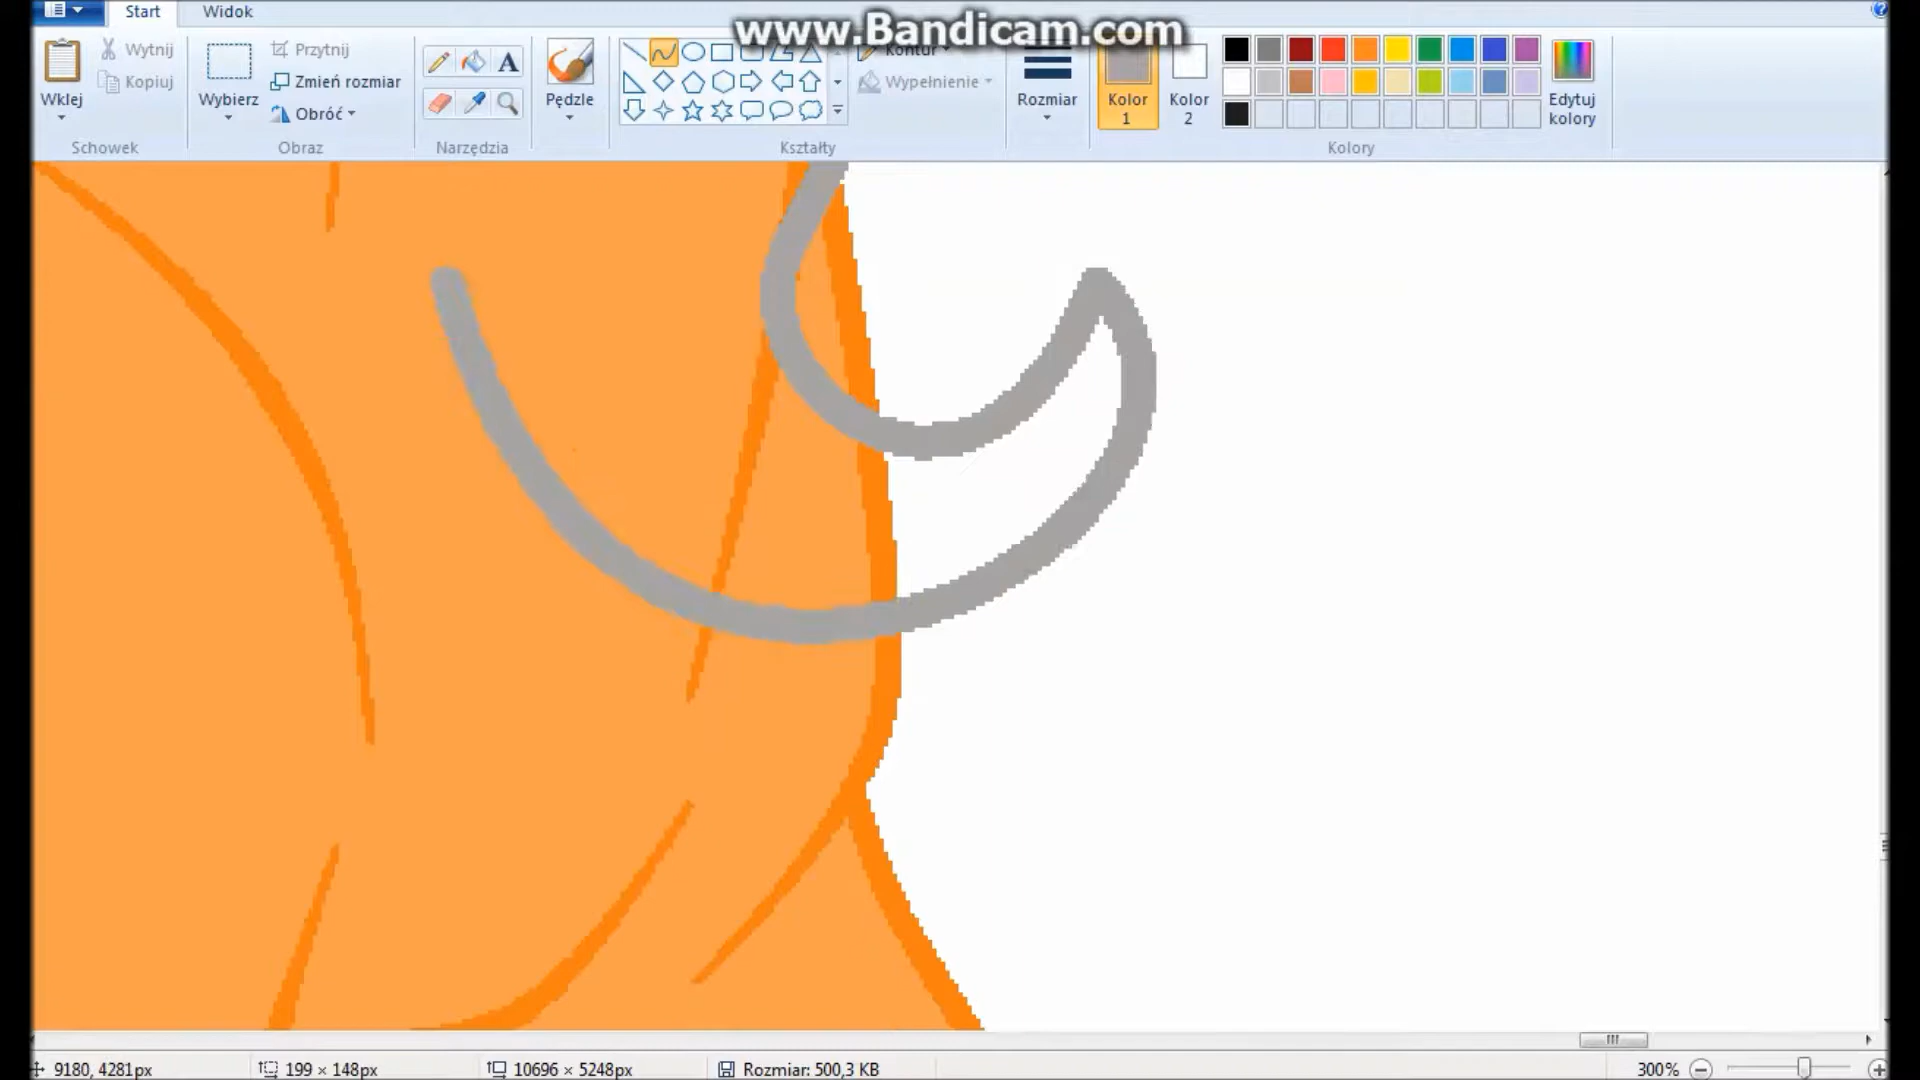 Start Widok
www.Bandicam.com
Wytnij Przytnij Kontur
Kopiuj Zmień rozmiar Wypełnienie
Wklej Wybierz A Pędzle Rozmiar Kolor Kolor Edytuj
Obróć 1 2 kolory
Schowek Obraz Narzędzia Kształty Kolory
9180, 4281px 199 × 148px 10696 × 5248px Rozmiar: 500,3 KB 300%